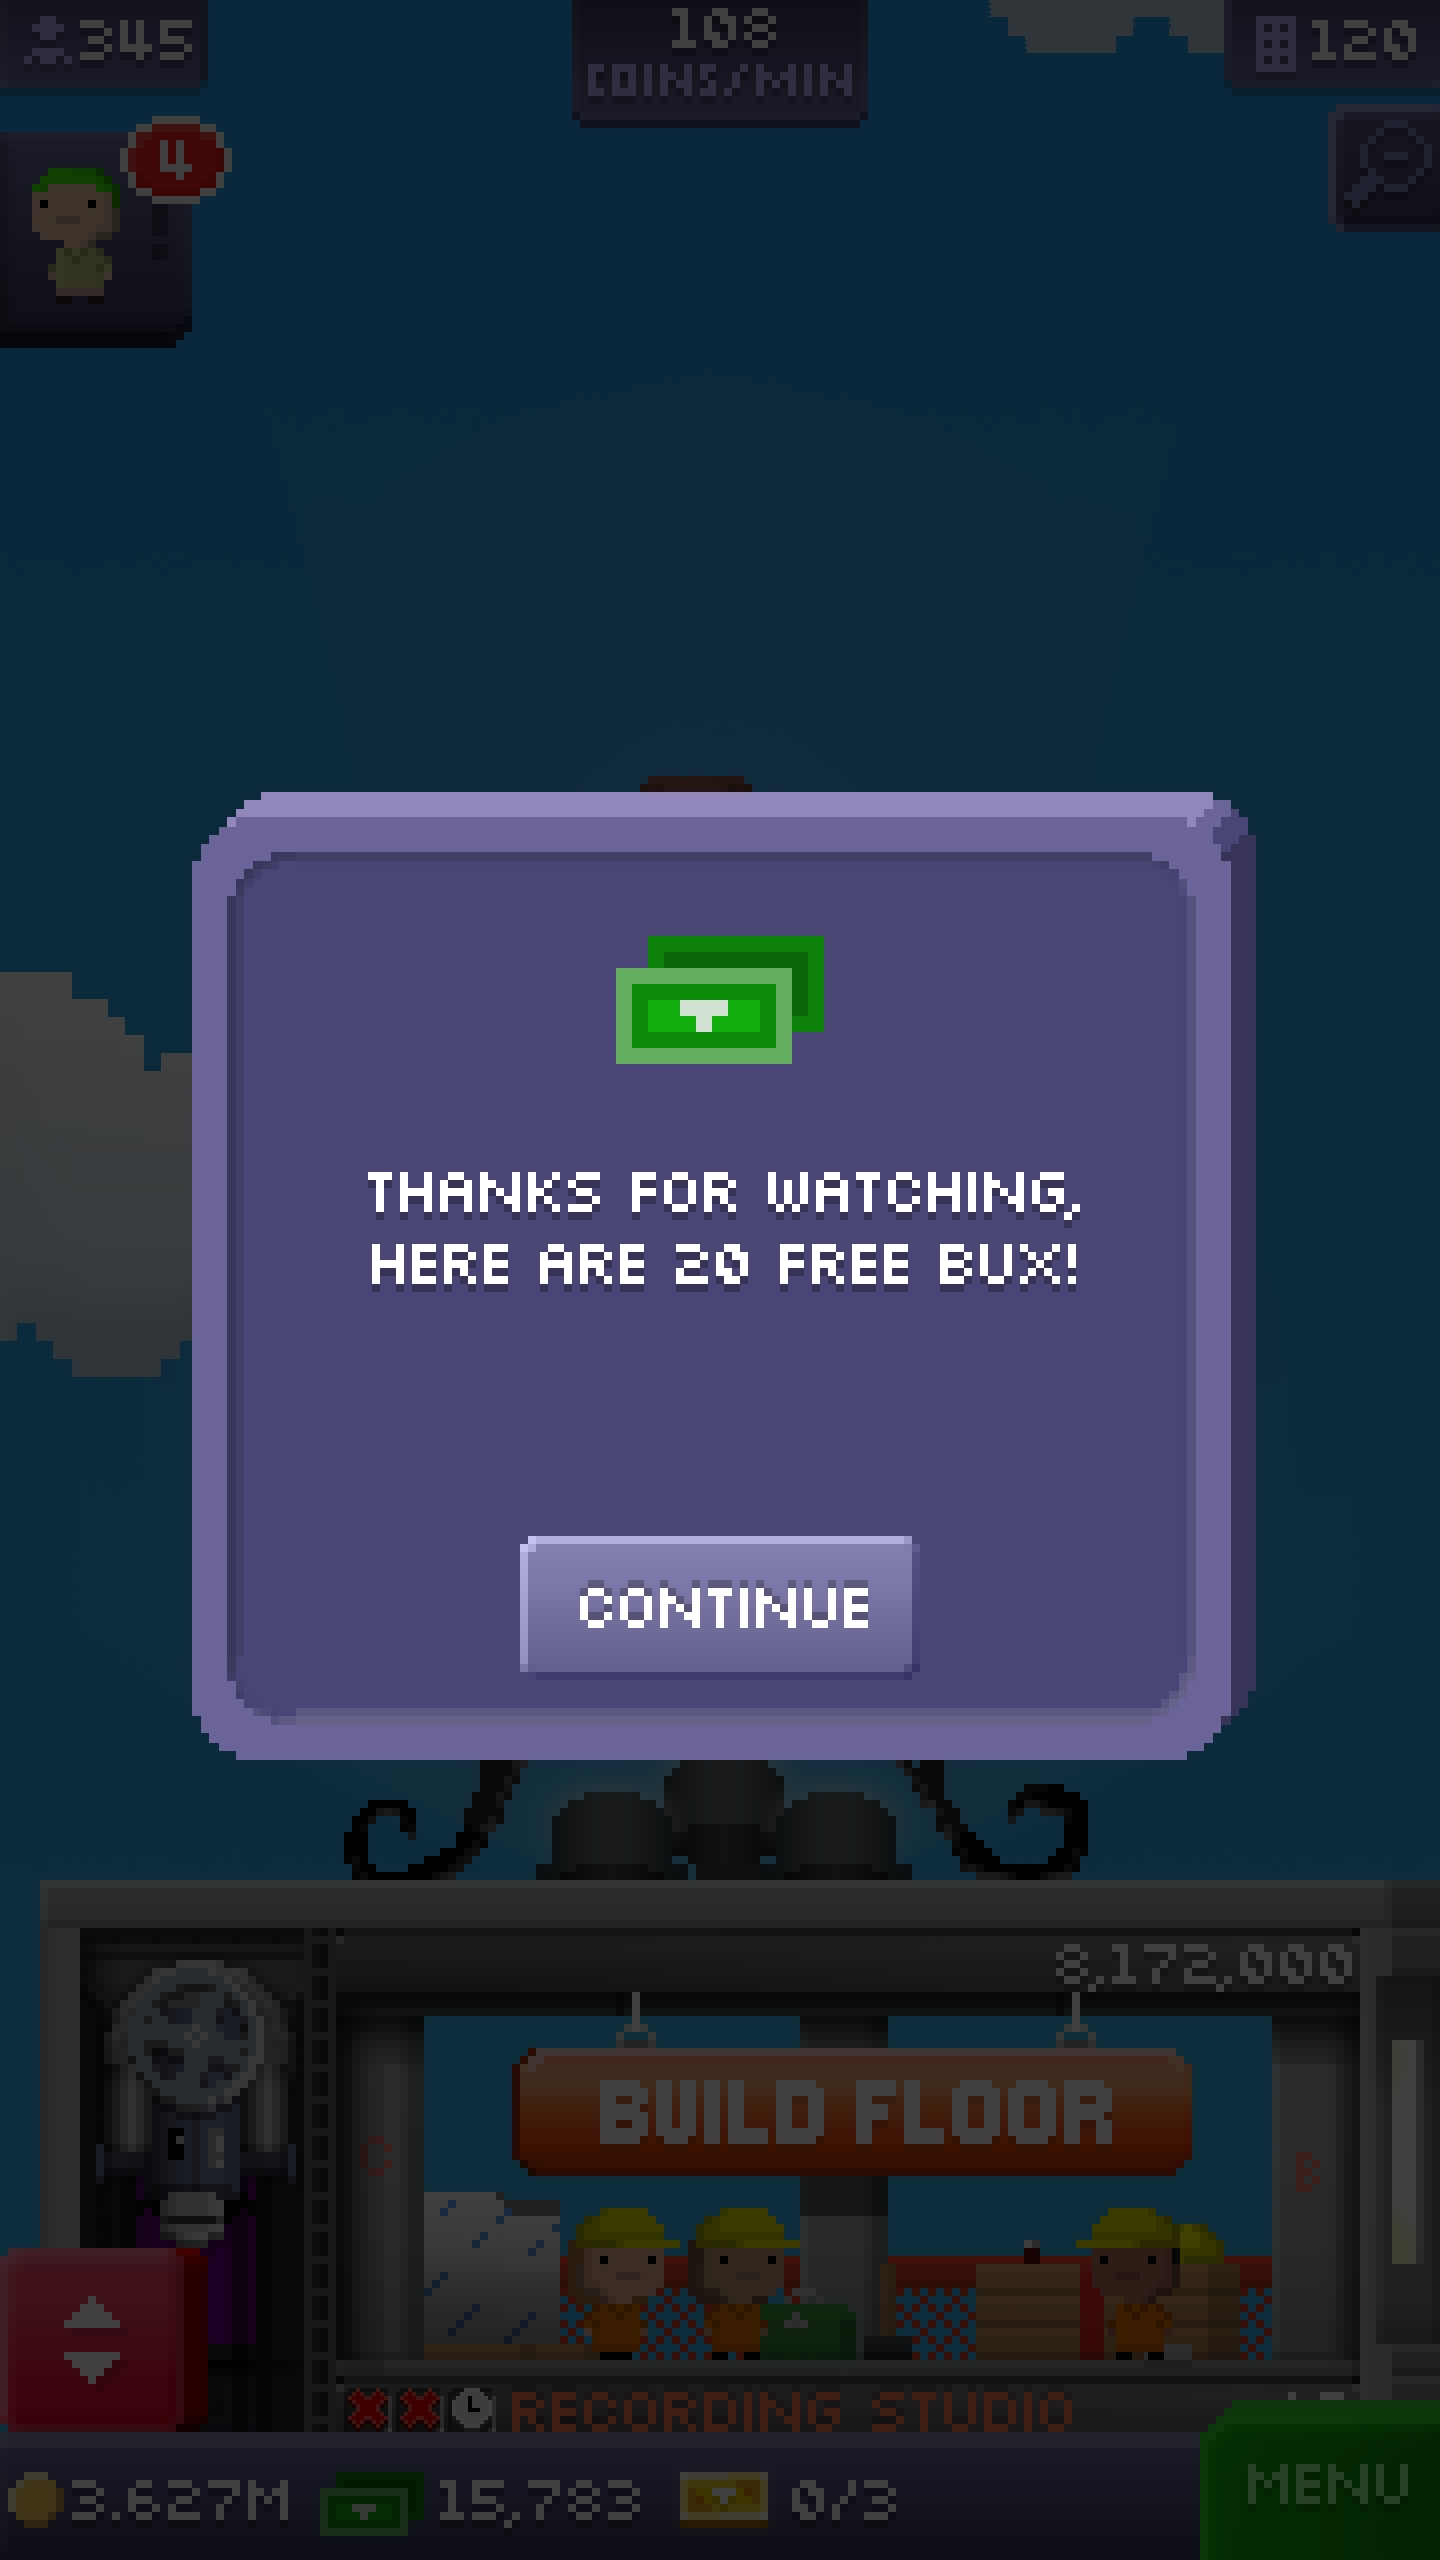 345
108
COINS/MIN
120
4
THANKS FOR WATCHING,
HERE ARE 20 FREE BUX!
CONTINUE
8,172,000
BUILD FLOOR
C
B
RECORDING STUDIO
3.627M
15,783
0/3
MENU